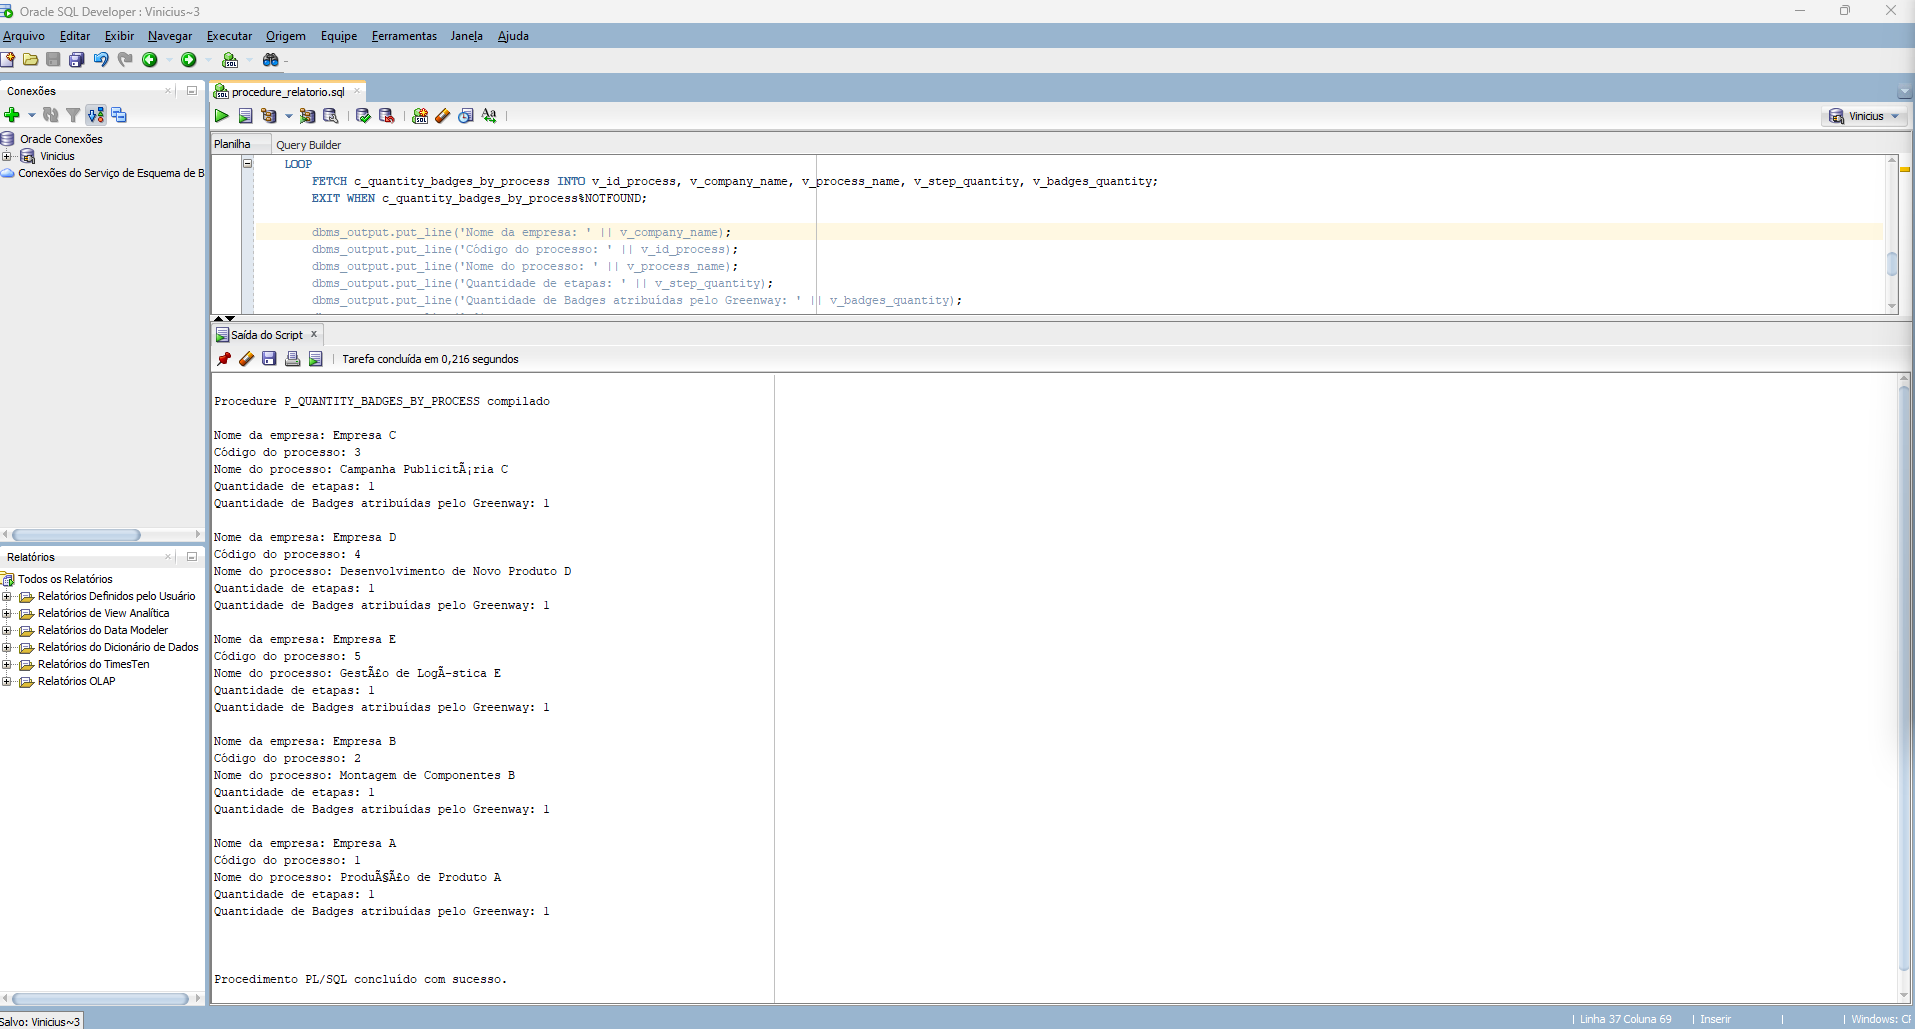 Oracle SQL Developer : Vinicius~3
Arquivo Editar Exibir Navegar Executar Origem Equipe Ferramentas Janela Ajuda
Conexões
Oracle Conexões
Vinicius
Conexões do Serviço de Esquema de B
Relatórios
Todos os Relatórios
Relatórios Definidos pelo Usuário
Relatórios de View Analítica
Relatórios do Data Modeler
Relatórios do Dicionário de Dados
Relatórios do TimesTen
Relatórios OLAP
procedure_relatorio.sql
Vinicius
Planilha Query Builder
LOOP
FETCH c_quantity_badges_by_process INTO v_id_process, v_company_name, v_process_name, v_step_quantity, v_badges_quantity;
EXIT WHEN c_quantity_badges_by_process%NOTFOUND;
dbms_output.put_line('Nome da empresa: ' || v_company_name);
dbms_output.put_line('Código do processo: ' || v_id_process);
dbms_output.put_line('Nome do processo: ' || v_process_name);
dbms_output.put_line('Quantidade de etapas: ' || v_step_quantity);
dbms_output.put_line('Quantidade de Badges atribuídas pelo Greenway: ' || v_badges_quantity);
Saída do Script
Tarefa concluída em 0,216 segundos
Procedure P_QUANTITY_BADGES_BY_PROCESS compilado
Nome da empresa: Empresa C
Código do processo: 3
Nome do processo: Campanha PublicitÃ¡ria C
Quantidade de etapas: 1
Quantidade de Badges atribuídas pelo Greenway: 1
Nome da empresa: Empresa D
Código do processo: 4
Nome do processo: Desenvolvimento de Novo Produto D
Quantidade de etapas: 1
Quantidade de Badges atribuídas pelo Greenway: 1
Nome da empresa: Empresa E
Código do processo: 5
Nome do processo: GestÃ£o de LogÃ-stica E
Quantidade de etapas: 1
Quantidade de Badges atribuídas pelo Greenway: 1
Nome da empresa: Empresa B
Código do processo: 2
Nome do processo: Montagem de Componentes B
Quantidade de etapas: 1
Quantidade de Badges atribuídas pelo Greenway: 1
Nome da empresa: Empresa A
Código do processo: 1
Nome do processo: ProduÃ§Ã£o de Produto A
Quantidade de etapas: 1
Quantidade de Badges atribuídas pelo Greenway: 1
Procedimento PL/SQL concluído com sucesso.
Salvo: Vinicius~3
Linha 37 Coluna 69 | Inserir | | Windows: CF